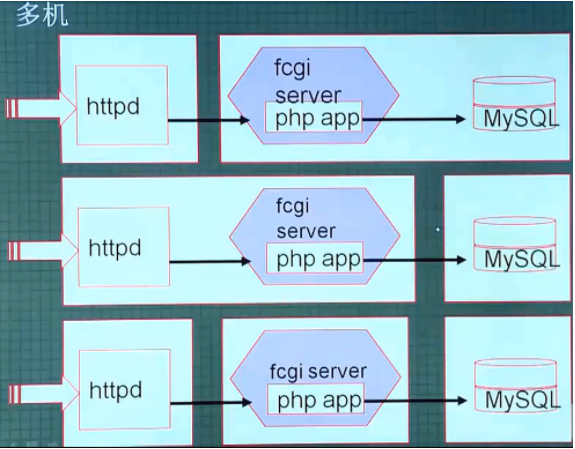 多机
httpd
fcgi
server
php app
MySQL
httpd
fcgi
server
php app
MySQL
httpd
fcgi server
php app
MySQL